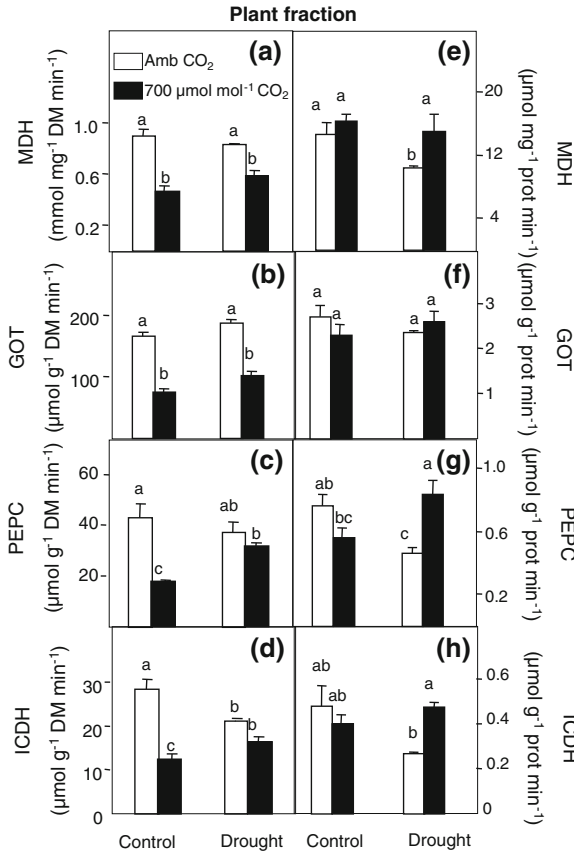 Plant fraction
(a)
Amb CO₂
700 µmol mol⁻¹ CO₂
a
b
a
b
1.0
0.6
0.2
MDH
(mmol mg⁻¹ DM min⁻¹)
(e)
a
a
b
a
20
16
12
4
MDH
(µmol mg⁻¹ prot min⁻¹)
(b)
a
b
a
b
200
100
GOT
(µmol g⁻¹ DM min⁻¹)
(f)
a
a
a
a
3
2
1
GOT
(µmol g⁻¹ prot min⁻¹)
(c)
a
c
ab
b
60
40
20
PEPC
(µmol g⁻¹ DM min⁻¹)
(g)
ab
bc
c
a
1.0
0.6
0.2
PEPC
(µmol g⁻¹ prot min⁻¹)
(d)
a
c
b
b
30
20
10
0
ICDH
(µmol g⁻¹ DM min⁻¹)
(h)
ab
ab
b
a
0.6
0.4
0.2
0
ICDH
(µmol g⁻¹ prot min⁻¹)
Control Drought Control Drought